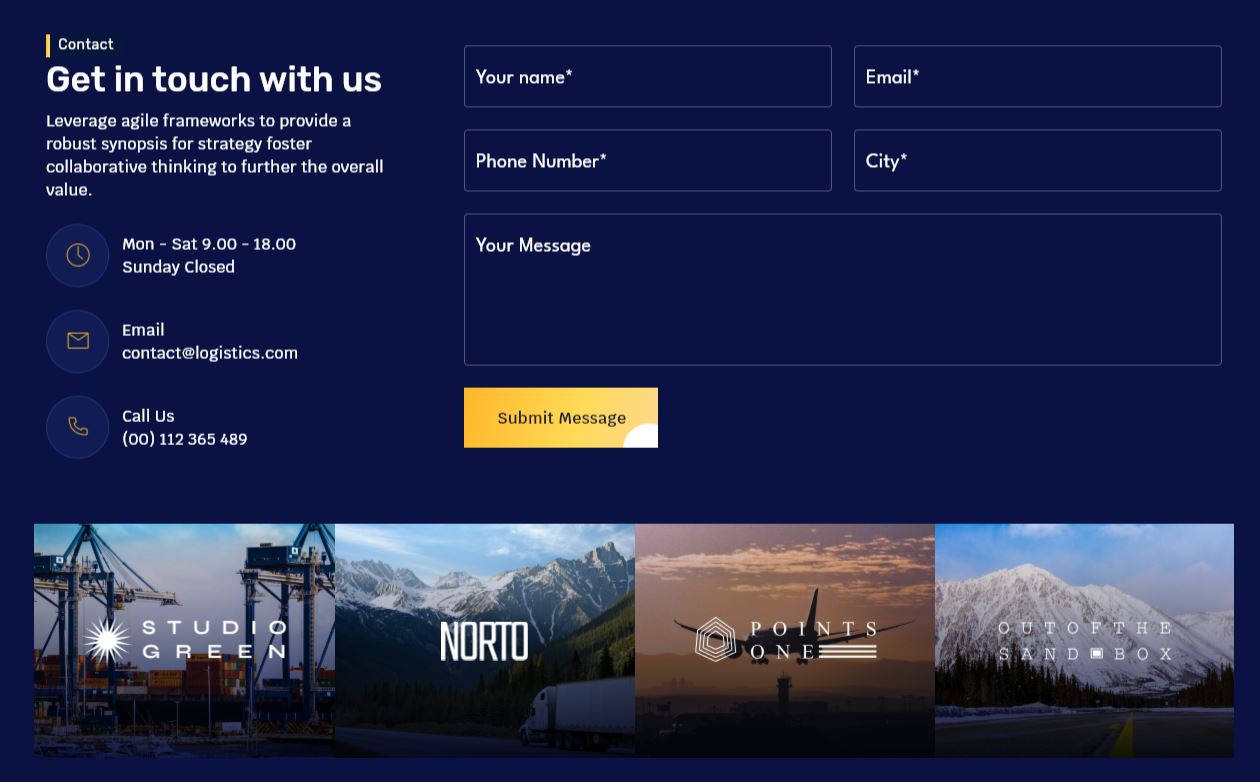 Contact
Get in touch with us
Leverage agile frameworks to provide a
robust synopsis for strategy foster
collaborative thinking to further the overall
value.
Mon - Sat 9.00 - 18.00
Sunday Closed
Email
contact@logistics.com
Call Us
(00) 112 365 489
Your name*
Email*
Phone Number*
City*
Your Message
Submit Message
STUDIO
GREEN
NORTO
POINTS
ONE
OUTOFTHE
SAND BOX